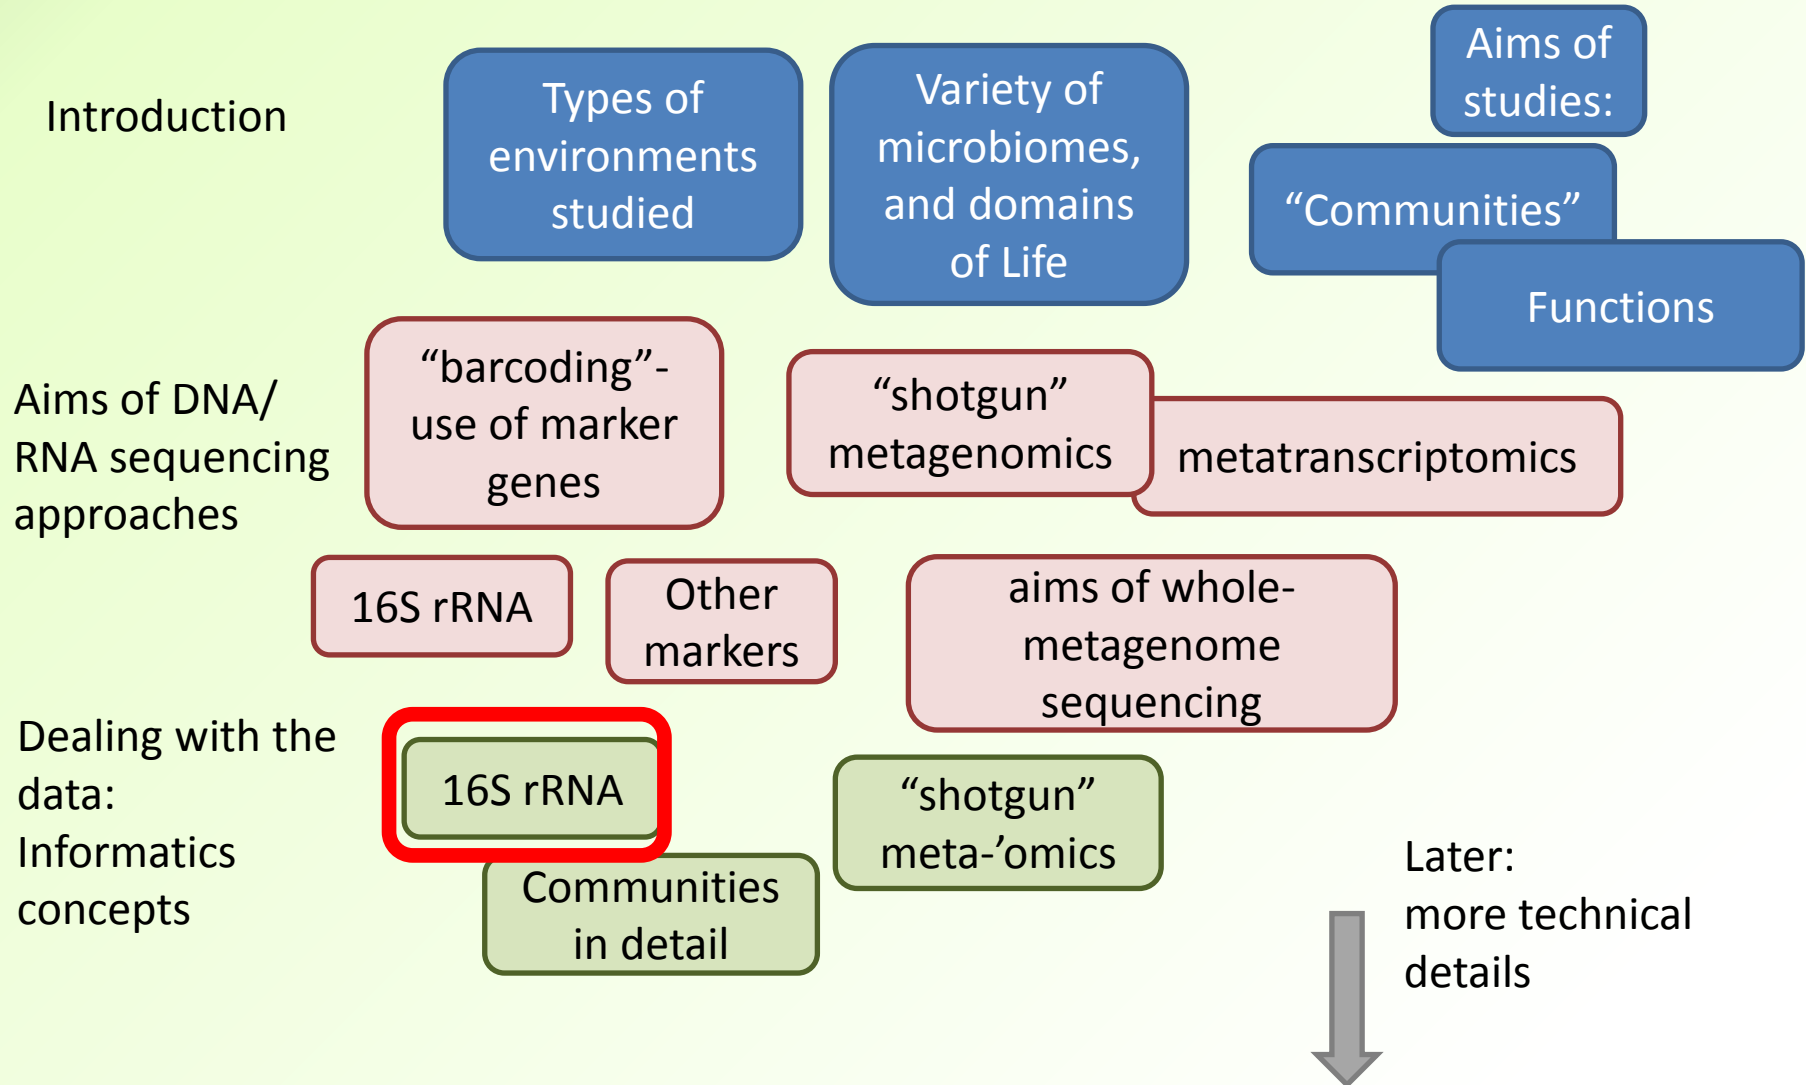 Introduction
Types of
environments
studied
Variety of
microbiomes,
and domains
of Life
Aims of
studies:
“Communities”
Functions
Aims of DNA/
RNA sequencing
approaches
“barcoding”-
use of marker
genes
“shotgun”
metagenomics
metatranscriptomics
16S rRNA
Other
markers
aims of whole-
metagenome
sequencing
Dealing with the
data:
Informatics
concepts
16S rRNA
Communities
in detail
“shotgun”
meta-’omics
Later:
more technical
details